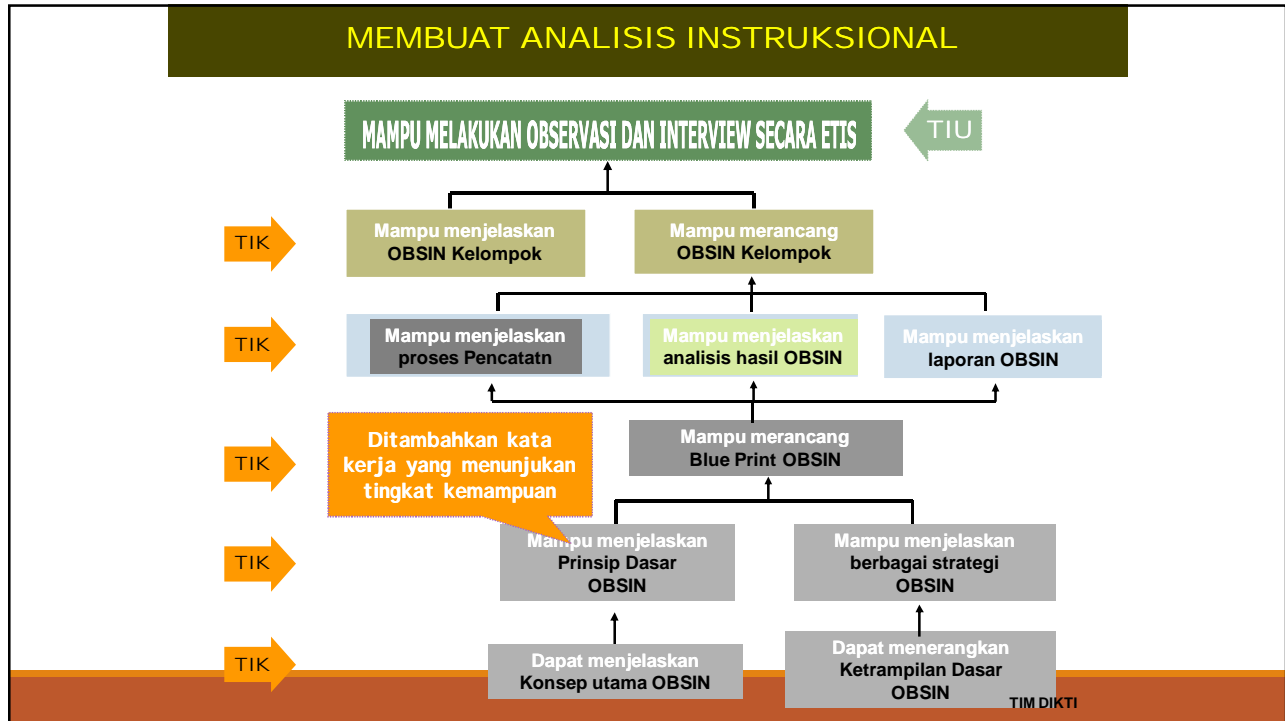 MEMBUAT ANALISIS INSTRUKSIONAL
MAMPU MELAKUKAN OBSERVASI DAN INTERVIEW SECARA ETIS
TIU
TIK
Mampu menjelaskan
OBSIN Kelompok
Mampu merancang
OBSIN Kelompok
TIK
Mampu menjelaskan
proses Pencatatn
Mampu menjelaskan
analisis hasil OBSIN
Mampu menjelaskan
laporan OBSIN
TIK
Ditambahkan kata
kerja yang menunjukan
tingkat kemampuan
Mampu merancang
Blue Print OBSIN
TIK
Mampu menjelaskan
Prinsip Dasar
OBSIN
Mampu menjelaskan
berbagai strategi
OBSIN
TIK
Dapat menjelaskan
Konsep utama OBSIN
Dapat menerangkan
Ketrampilan Dasar
OBSIN
TIM DIKTI